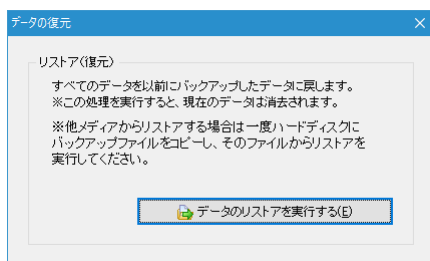 データの復元
リストア(復元)
すべてのデータを以前にバックアップしたデータに戻します。
※この処理を実行すると、現在のデータは消去されます。
※他メディアからリストアする場合は一度ハードディスクに
バックアップファイルをコピーし、そのファイルからリストアを
実行してください。
データのリストアを実行する(E)